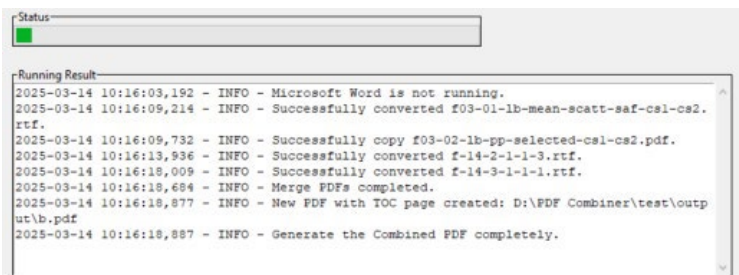 Status
Running Result
2025-03-14 10:16:03,192 - INFO - Microsoft Word is not running.
2025-03-14 10:16:09,214 - INFO - Successfully converted f03-01-lb-mean-scatt-saf-cs1-cs2.
rtf.
2025-03-14 10:16:09,732 - INFO - Successfully copy f03-02-lb-pp-selected-cs1-cs2.pdf.
2025-03-14 10:16:13,936 - INFO - Successfully converted f-14-2-1-1-3.rtf.
2025-03-14 10:16:18,009 - INFO - Successfully converted f-14-3-1-1-1.rtf.
2025-03-14 10:16:18,684 - INFO - Merge PDFs completed.
2025-03-14 10:16:18,877 - INFO - New PDF with TOC page created: D:\PDF Combiner\test\outp
ut\b.pdf
2025-03-14 10:16:18,887 - INFO - Generate the Combined PDF completely.